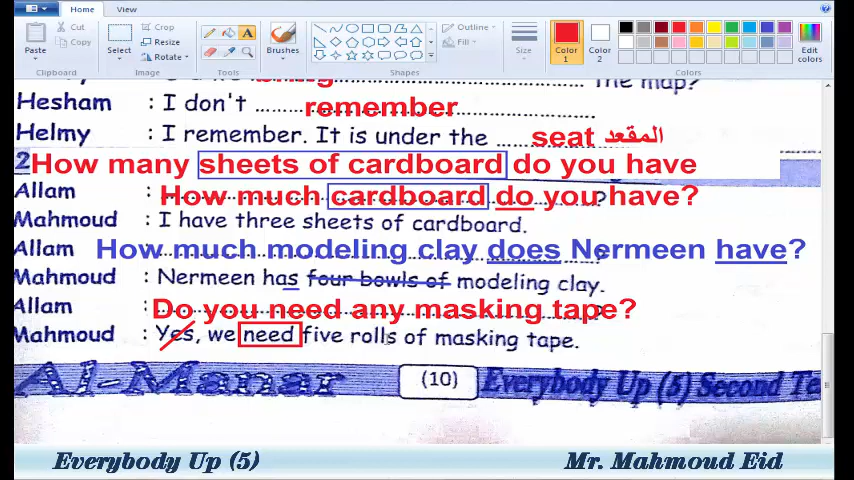 Home View
Cut
Copy
Paste
Clipboard
Select
Crop
Resize
Rotate
Image
A
Tools
Brushes
Shapes
Outline
Fill
Size
Color 1
Color 2
Colors
Edit colors
The map?
Hesham : I don't remember
Helmy : I remember. It is under the seat المقعد
2
How many sheets of cardboard do you have
Allam : How much cardboard do you have?
Mahmoud : I have three sheets of cardboard.
Allam : How much modeling clay does Nermeen have?
Mahmoud : Nermeen has four bowls of modeling clay.
Allam : Do you need any masking tape?
Mahmoud : Yes, we need five rolls of masking tape.
Al-Manar (10) Everybody Up (5) Second Te
Everybody Up (5) Mr. Mahmoud Eid